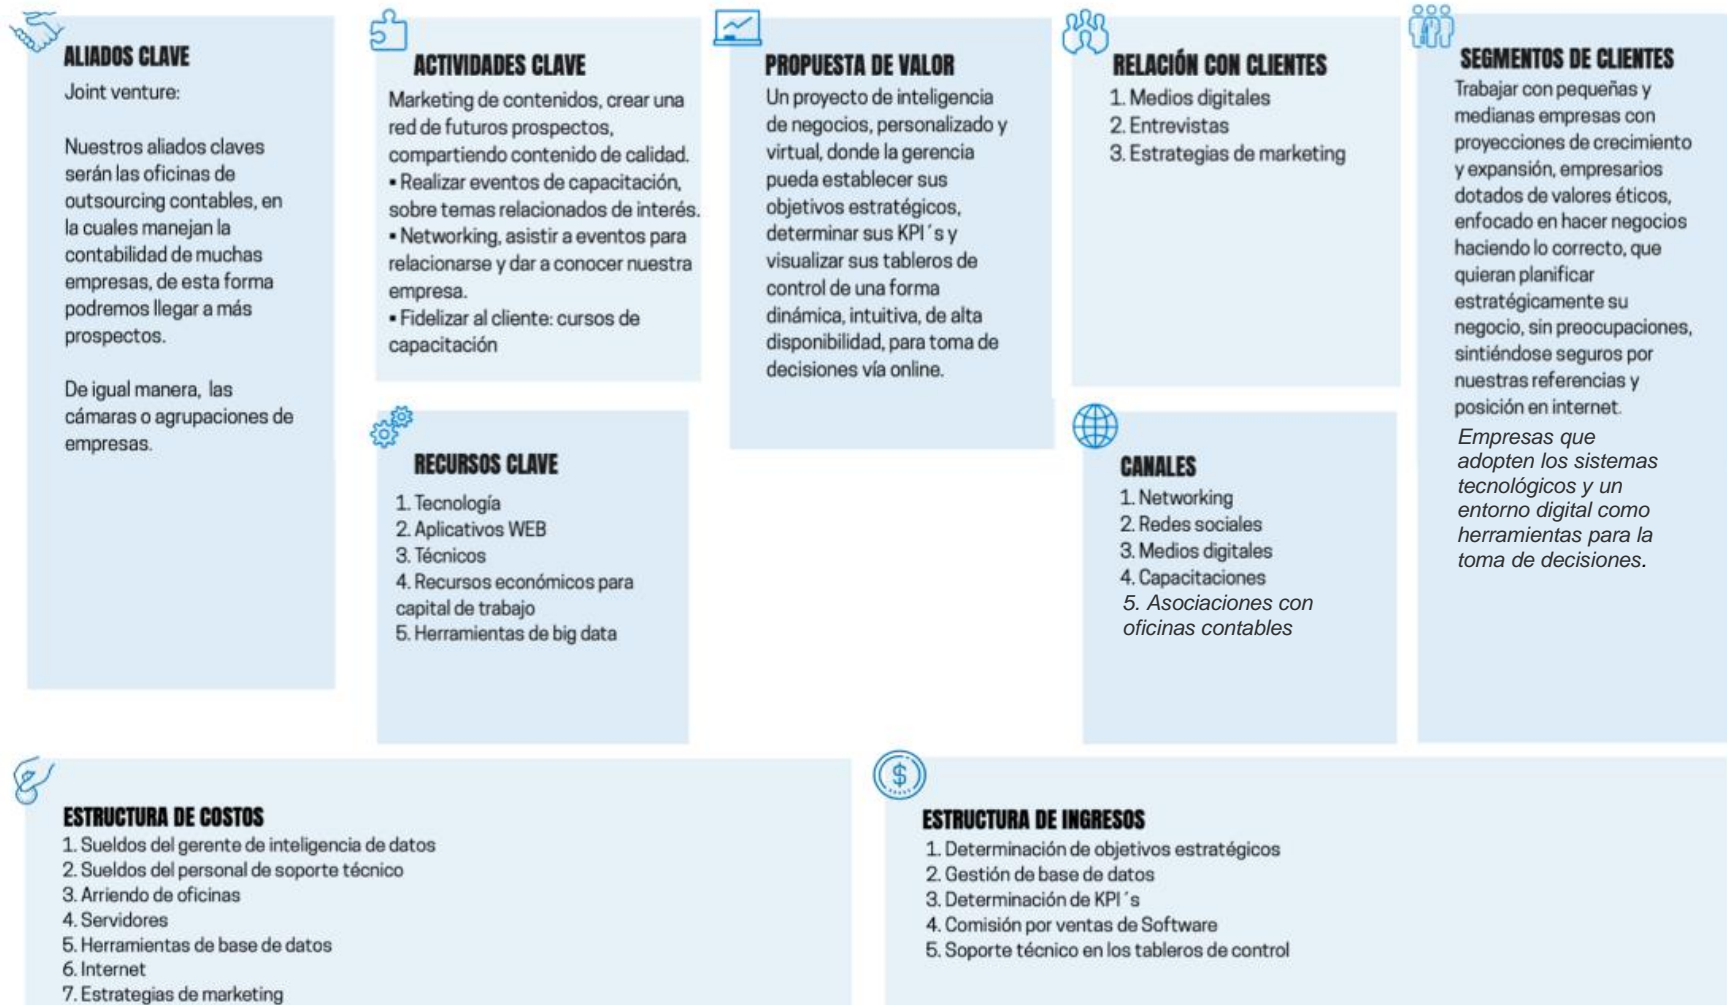 ALIADOS CLAVE
Joint venture:
Nuestros aliados claves
serán las oficinas de
outsourcing contables, en
la cuales manejan la
contabilidad de muchas
empresas, de esta forma
podremos llegar a más
prospectos.
De igual manera, las
cámaras o agrupaciones de
empresas.
ACTIVIDADES CLAVE
Marketing de contenidos, crear una
red de futuros prospectos,
compartiendo contenido de calidad.
▪ Realizar eventos de capacitación,
sobre temas relacionados de interés.
▪ Networking, asistir a eventos para
relacionarse y dar a conocer nuestra
empresa.
▪ Fidelizar al cliente: cursos de
capacitación
RECURSOS CLAVE
1. Tecnología
2. Aplicativos WEB
3. Técnicos
4. Recursos económicos para
capital de trabajo
5. Herramientas de big data
PROPUESTA DE VALOR
Un proyecto de inteligencia
de negocios, personalizado y
virtual, donde la gerencia
pueda establecer sus
objetivos estratégicos,
determinar sus KPI´s y
visualizar sus tableros de
control de una forma
dinámica, intuitiva, de alta
disponibilidad, para toma de
decisiones vía online.
RELACIÓN CON CLIENTES
1. Medios digitales
2. Entrevistas
3. Estrategias de marketing
CANALES
1. Networking
2. Redes sociales
3. Medios digitales
4. Capacitaciones
5. Asociaciones con
oficinas contables
SEGMENTOS DE CLIENTES
Trabajar con pequeñas y
medianas empresas con
proyecciones de crecimiento
y expansión, empresarios
dotados de valores éticos,
enfocado en hacer negocios
haciendo lo correcto, que
quieran planificar
estratégicamente su
negocio, sin preocupaciones,
sintiéndose seguros por
nuestras referencias y
posición en internet.
Empresas que
adopten los sistemas
tecnológicos y un
entorno digital como
herramientas para la
toma de decisiones.
ESTRUCTURA DE COSTOS
1. Sueldos del gerente de inteligencia de datos
2. Sueldos del personal de soporte técnico
3. Arriendo de oficinas
4. Servidores
5. Herramientas de base de datos
6. Internet
7. Estrategias de marketing
$
ESTRUCTURA DE INGRESOS
1. Determinación de objetivos estratégicos
2. Gestión de base de datos
3. Determinación de KPI´s
4. Comisión por ventas de Software
5. Soporte técnico en los tableros de control